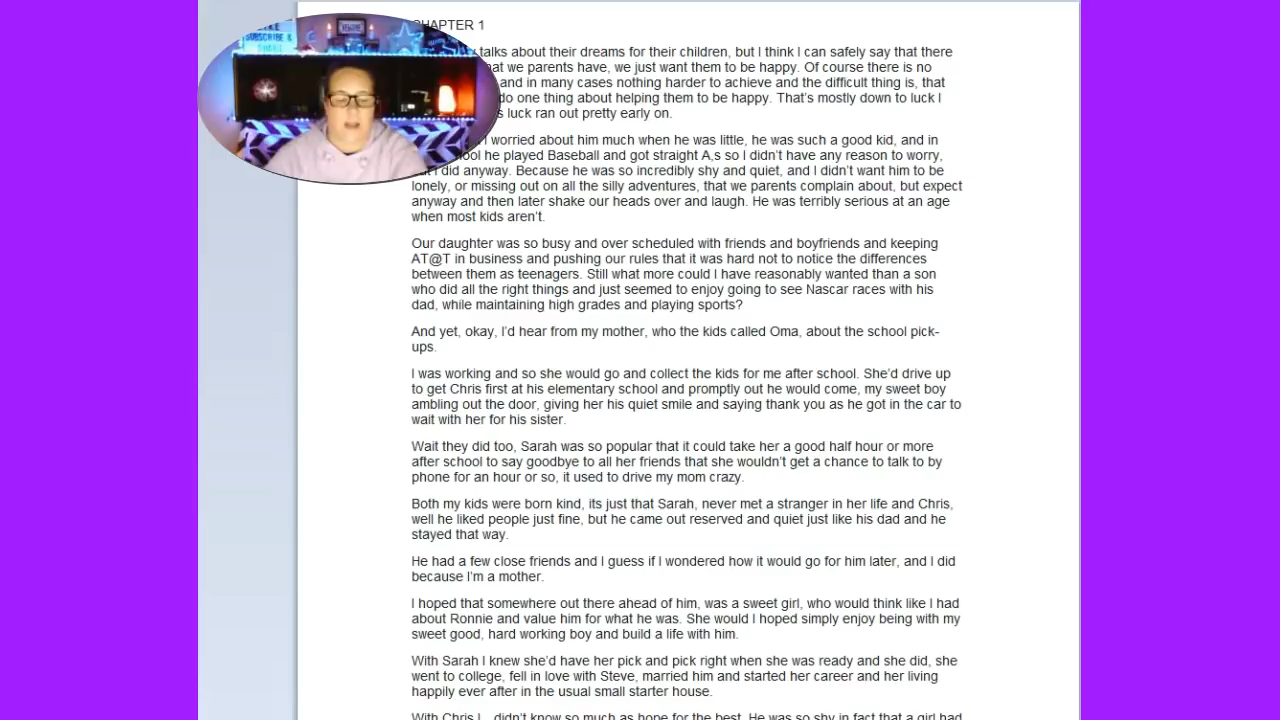 SUBSCRIBE &
CHAPTER 1
talks about their dreams for their children, but I think I can safely say that there
that we parents have, we just want them to be happy. Of course there is no
and in many cases nothing harder to achieve and the difficult thing is, that
do one thing about helping them to be happy. That's mostly down to luck I
luck ran out pretty early on.
I worried about him much when he was little, he was such a good kid, and in
he played Baseball and got straight A,s so I didn't have any reason to worry,
but I did anyway. Because he was so incredibly shy and quiet, and I didn't want him to be
lonely, or missing out on all the silly adventures, that we parents complain about, but expect
anyway and then later shake our heads over and laugh. He was terribly serious at an age
when most kids aren't.
Our daughter was so busy and over scheduled with friends and boyfriends and keeping
AT@T in business and pushing our rules that it was hard not to notice the differences
between them as teenagers. Still what more could I have reasonably wanted than a son
who did all the right things and just seemed to enjoy going to see Nascar races with his
dad, while maintaining high grades and playing sports?
And yet, okay, I'd hear from my mother, who the kids called Oma, about the school pick-
ups.
I was working and so she would go and collect the kids for me after school. She'd drive up
to get Chris first at his elementary school and promptly out he would come, my sweet boy
ambling out the door, giving her his quiet smile and saying thank you as he got in the car to
wait with her for his sister.
Wait they did too, Sarah was so popular that it could take her a good half hour or more
after school to say goodbye to all her friends that she wouldn't get a chance to talk to by
phone for an hour or so, it used to drive my mom crazy.
Both my kids were born kind, its just that Sarah, never met a stranger in her life and Chris,
well he liked people just fine, but he came out reserved and quiet just like his dad and he
stayed that way.
He had a few close friends and I guess if I wondered how it would go for him later, and I did
because I'm a mother.
I hoped that somewhere out there ahead of him, was a sweet girl, who would think like I had
about Ronnie and value him for what he was. She would I hoped simply enjoy being with my
sweet good, hard working boy and build a life with him.
With Sarah I knew she'd have her pick and pick right when she was ready and she did, she
went to college, fell in love with Steve, married him and started her career and her living
happily ever after in the usual small starter house.
With Chris I... didn't know so much as hope for the best. He was so shy in fact that a girl had